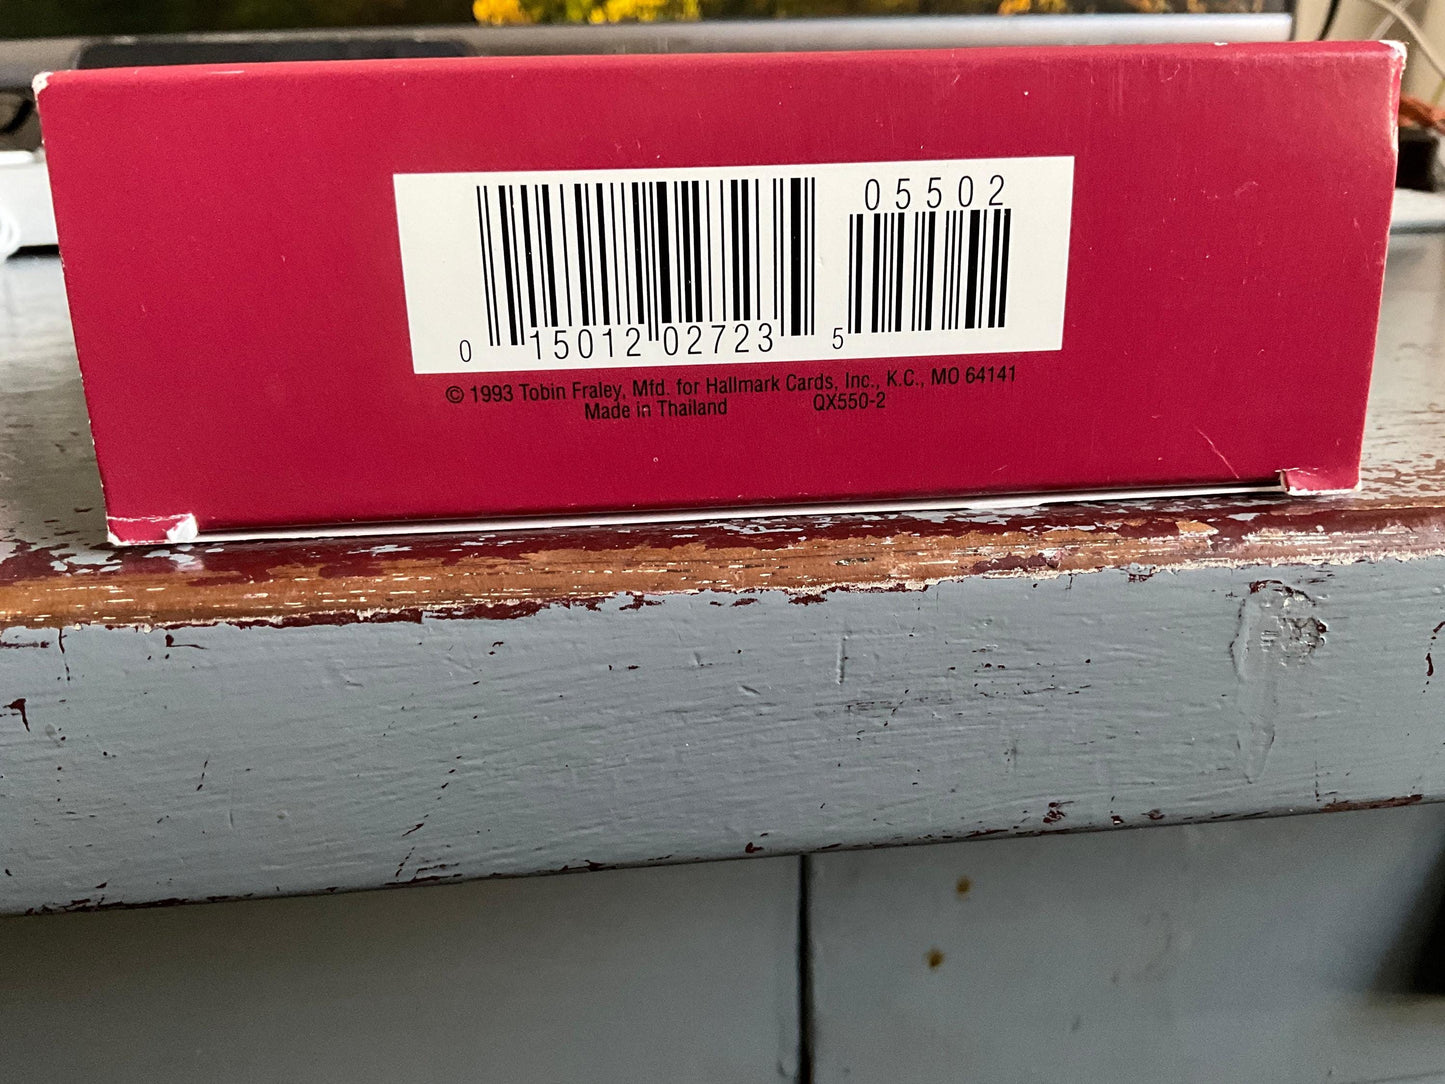 05502
0 15012 02723 5
© 1993 Tobin Fraley, Mfd. for Hallmark Cards, Inc., K.C., MO 64141
Made in Thailand QX550-2